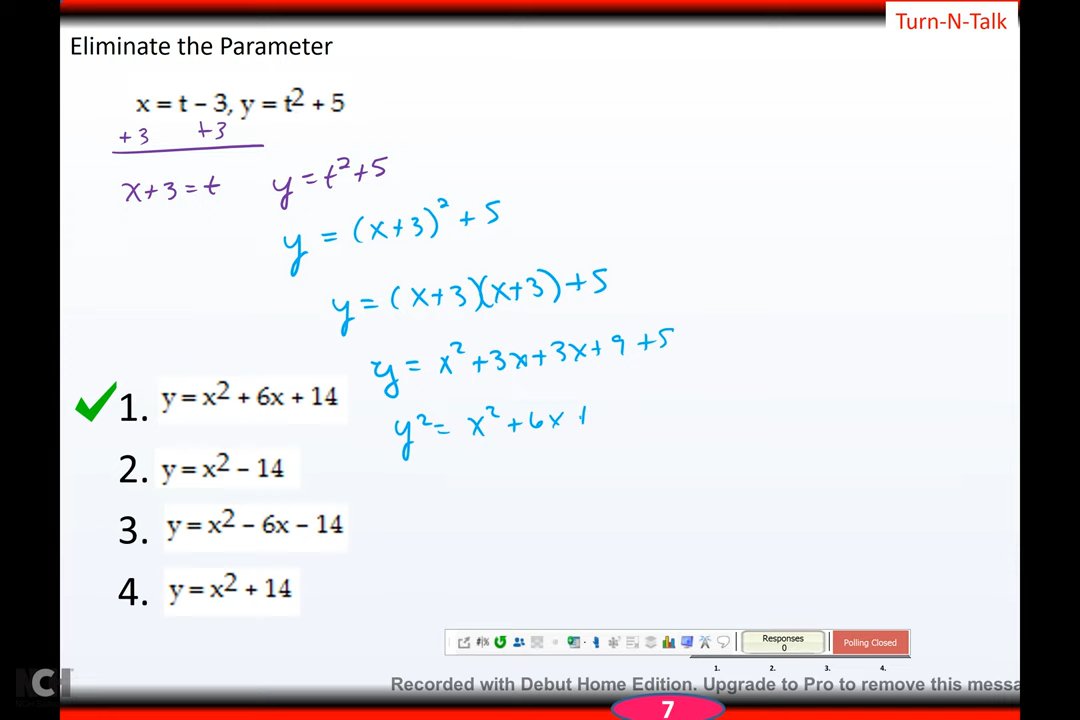 Turn-N-Talk
Eliminate the Parameter
x = t − 3, y = t² + 5
+3 +3
x+3=t y=t²+5
y = (x+3)² + 5
y = (x+3)(x+3)+5
y = x² +3x+3x+9 +5
1. y = x² + 6x + 14
y² = x² +6x +
2. y = x² − 14
3. y = x² − 6x − 14
4. y = x² + 14
Responses
0
Polling Closed
1. 2. 3. 4.
NCH
Recorded with Debut Home Edition. Upgrade to Pro to remove this messa
7